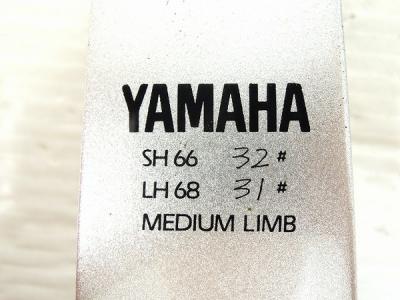 YAMAHA
SH 66 32#
LH 68 31#
MEDIUM LIMB